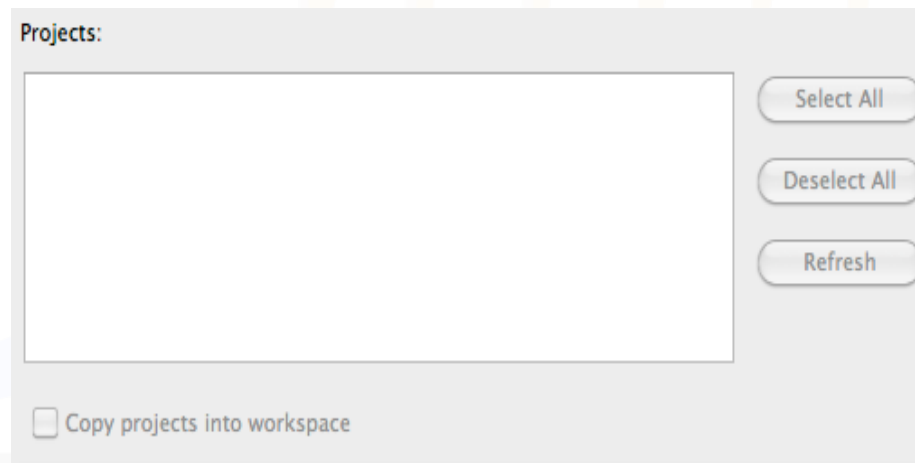 Projects:
Select All
Deselect All
Refresh
Copy projects into workspace